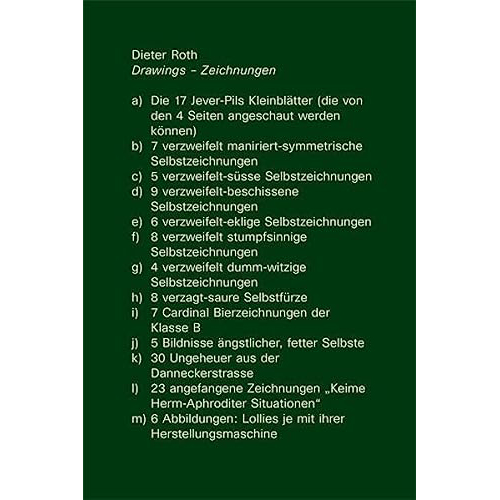 Dieter Roth
Drawings – Zeichnungen
a) Die 17 Jever-Pils Kleinblätter (die von
den 4 Seiten angeschaut werden
können)
b) 7 verzweifelt maniriert-symmetrische
Selbstzeichnungen
c) 5 verzweifelt-süsse Selbstzeichnungen
d) 9 verzweifelt-beschissene
Selbstzeichnungen
e) 6 verzweifelt-eklige Selbstzeichnungen
f) 8 verzweifelt stumpfsinnige
Selbstzeichnungen
g) 4 verzweifelt dumm-witzige
Selbstzeichnungen
h) 8 verzagt-saure Selbstfürze
i) 7 Cardinal Bierzeichnungen der
Klasse B
j) 5 Bildnisse ängstlicher, fetter Selbste
k) 30 Ungeheuer aus der
Danneckerstrasse
l) 23 angefangene Zeichnungen „Keime
Herm-Aphroditer Situationen“
m) 6 Abbildungen: Lollies je mit ihrer
Herstellungsmaschine